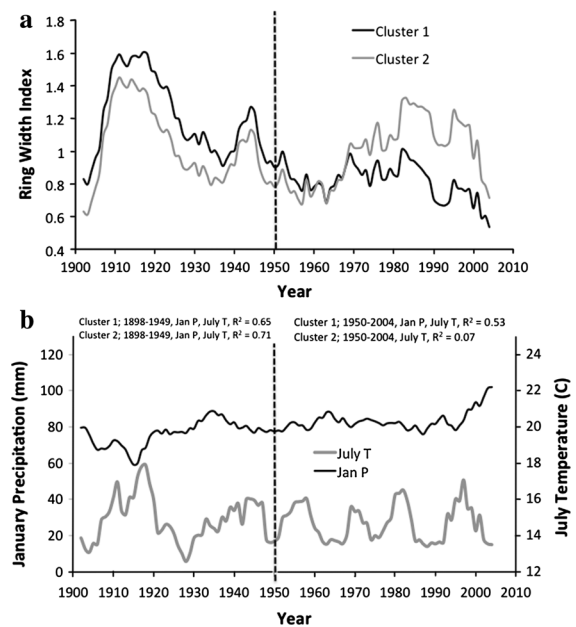 a
1.8
1.6
1.4
1.2
1
0.8
0.6
0.4
Ring Width Index
Cluster 1
Cluster 2
1900 1910 1920 1930 1940 1950 1960 1970 1980 1990 2000 2010
Year
b
Cluster 1; 1898-1949, Jan P, July T, R² = 0.65
Cluster 2; 1898-1949, Jan P, July T, R² = 0.71
Cluster 1; 1950-2004, Jan P, July T, R² = 0.53
Cluster 2; 1950-2004, July T, R² = 0.07
120
100
80
60
40
20
0
January Precipitation (mm)
July T
Jan P
24
22
20
18
16
14
12
July Temperature (C)
1900 1910 1920 1930 1940 1950 1960 1970 1980 1990 2000 2010
Year